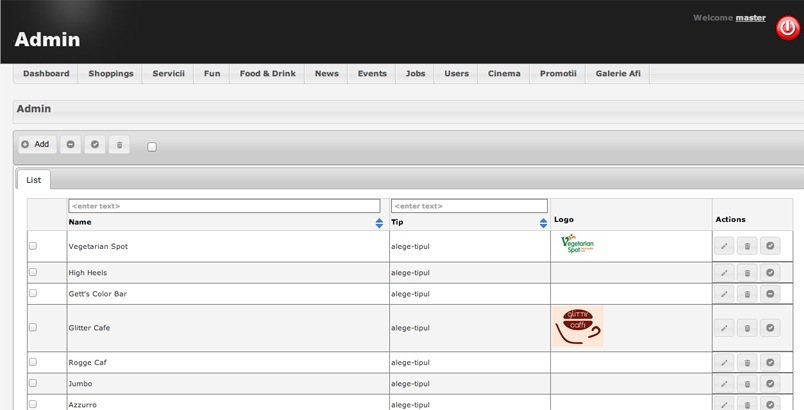 Welcome master
Admin
Dashboard Shoppings Servicii Fun Food & Drink News Events Jobs Users Cinema Promotii Galerie Afi
Admin
Add
List
<enter text> <enter text>
Name Tip Logo Actions
Vegetarian Spot alege-tipul Vegetarian Spot
High Heels alege-tipul
Gett's Color Bar alege-tipul
Glitter Cafe alege-tipul glitter caffe
Rogge Caf alege-tipul
Jumbo alege-tipul
Azzurro alege-tipul